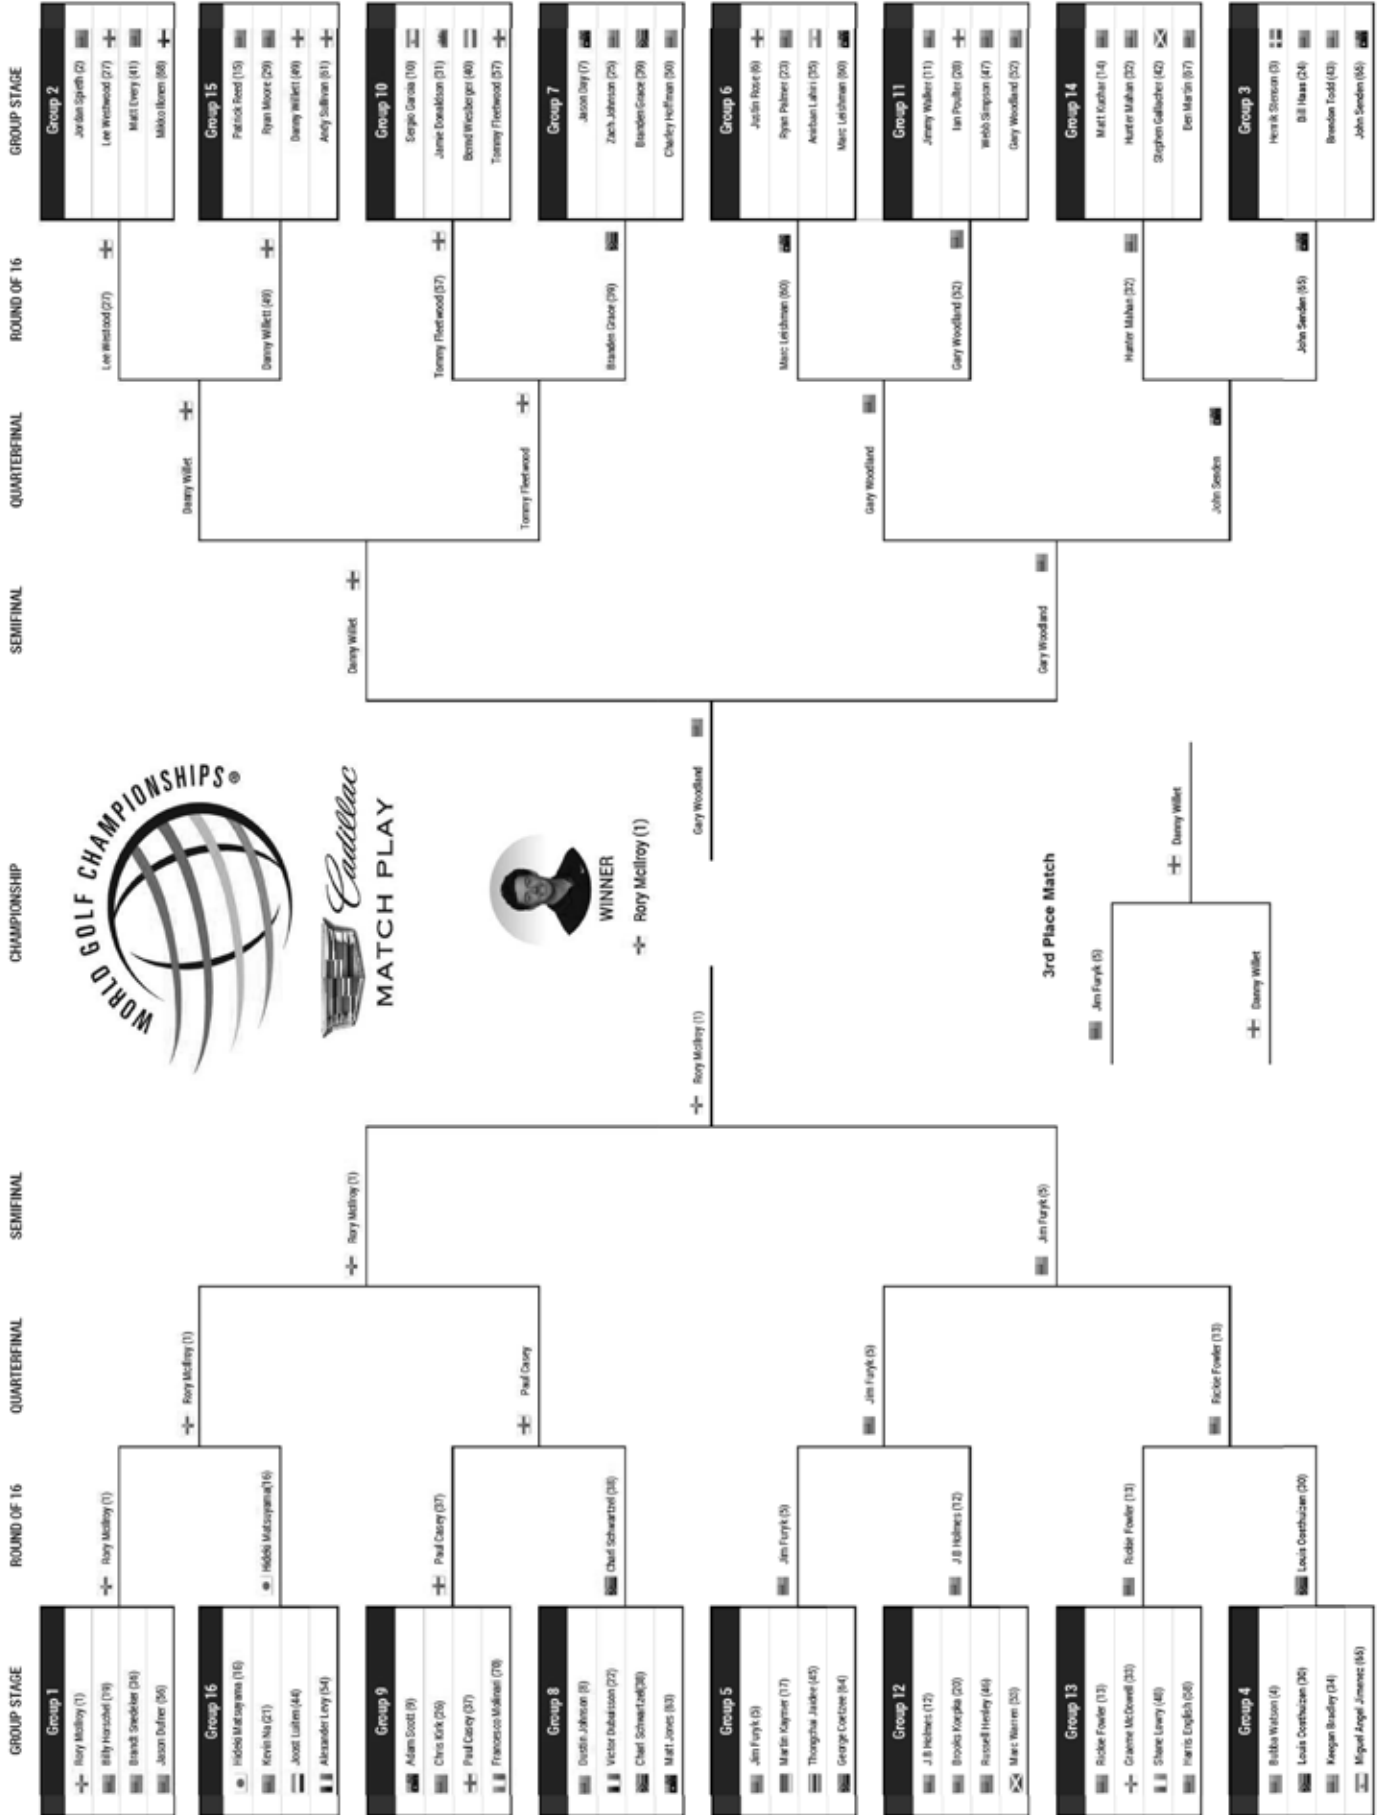 GROUP STAGE
ROUND OF 16
QUARTERFINAL
SEMIFINAL
CHAMPIONSHIP
SEMIFINAL
QUARTERFINAL
ROUND OF 16
GROUP STAGE
Group 1
Rory McIlroy (1)
Billy Horschel (19)
Brandt Snedeker (36)
Jason Dufner (56)
Group 16
Hideki Matsuyama (16)
Kevin Na (21)
Joost Luiten (44)
Alexander Levy (54)
Group 9
Adam Scott (9)
Chris Kirk (26)
Paul Casey (37)
Francesco Molinari (70)
Group 8
Dustin Johnson (8)
Victor Dubuisson (22)
Charl Schwartzel(38)
Matt Jones (63)
Group 5
Jim Furyk (5)
Martin Kaymer (17)
Thongchai Jaidee (45)
George Coetzee (64)
Group 12
J.B Holmes (12)
Brooks Koepka (20)
Russell Henley (46)
Marc Warren (53)
Group 13
Rickie Fowler (13)
Graeme McDowell (33)
Shane Lowry (48)
Harris English (58)
Group 4
Bubba Watson (4)
Louis Oosthuizen (30)
Keegan Bradley (34)
Miguel Angel Jimenez (66)
Rory McIlroy (1)
Hideki Matsuyama(16)
Paul Casey (37)
Charl Schwartzel (38)
Jim Furyk (5)
J.B Holmes (12)
Rickie Fowler (13)
Louis Oosthuizen (30)
Rory McIlroy (1)
Paul Casey
Jim Furyk (5)
Rickie Fowler (13)
Rory McIlroy (1)
Jim Furyk (5)
Rory McIlroy (1)
WORLD GOLF CHAMPIONSHIPS®
Cadillac
MATCH PLAY
WINNER
Rory McIlroy (1)
Gary Woodland
3rd Place Match
Jim Furyk (5)
Danny Willet
Danny Willet
Danny Willet
Gary Woodland
Danny Willet
Tommy Fleetwood
Gary Woodland
John Senden
Lee Westood (27)
Danny Willett (49)
Tommy Fleetwood (57)
Branden Grace (39)
Marc Leishman (60)
Gary Woodland (52)
Hunter Mahan (32)
John Senden (65)
Group 2
Jordan Spieth (2)
Lee Westwood (27)
Matt Every (41)
Mikko Ilonen (68)
Group 15
Patrick Reed (15)
Ryan Moore (29)
Danny Willett (49)
Andy Sullivan (61)
Group 10
Sergio Garcia (10)
Jamie Donaldson (31)
Bernd Wiesberger (40)
Tommy Fleetwood (57)
Group 7
Jason Day (7)
Zach Johnson (25)
Branden Grace (39)
Charley Hoffman (50)
Group 6
Justin Rose (6)
Ryan Palmer (23)
Anirban Lahiri (35)
Marc Leishman (60)
Group 11
Jimmy Walker (11)
Ian Poulter (28)
Webb Simpson (47)
Gary Woodland (52)
Group 14
Matt Kuchar (14)
Hunter Mahan (32)
Stephen Gallacher (42)
Ben Martin (67)
Group 3
Henrik Stenson (3)
Bill Haas (24)
Brendon Todd (43)
John Senden (65)